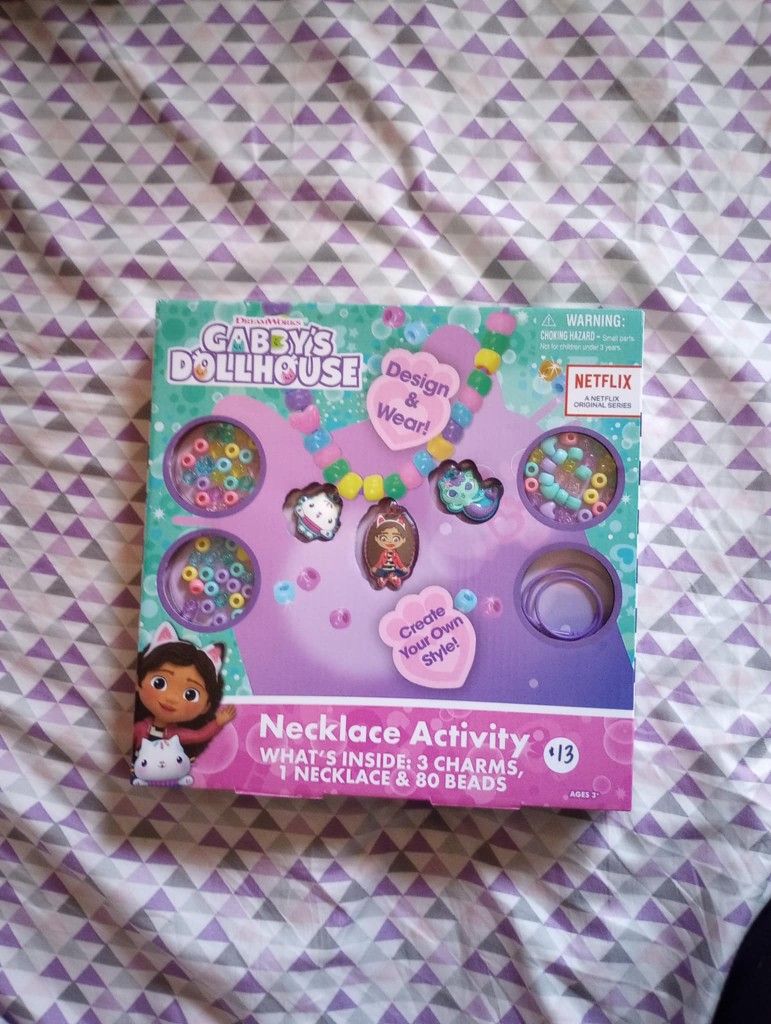 DREAMWORKS
GABBY'S
DOLLHOUSE
Design
&
Wear!
WARNING:
CHOKING HAZARD – Small parts.
Not for children under 3 years.
NETFLIX
A NETFLIX
ORIGINAL SERIES
Create
Your Own
Style!
Necklace Activity
WHAT'S INSIDE: 3 CHARMS,
1 NECKLACE & 80 BEADS
$13
AGES 3+